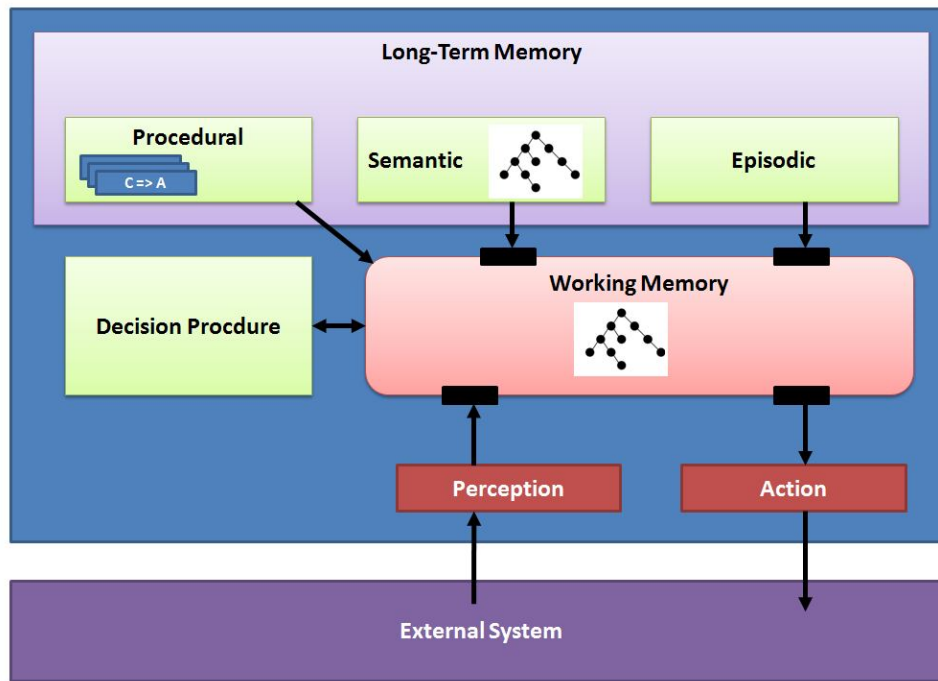 Long-Term Memory
Procedural
C => A
Semantic
Episodic
Working Memory
Decision Procdure
Perception
Action
External System